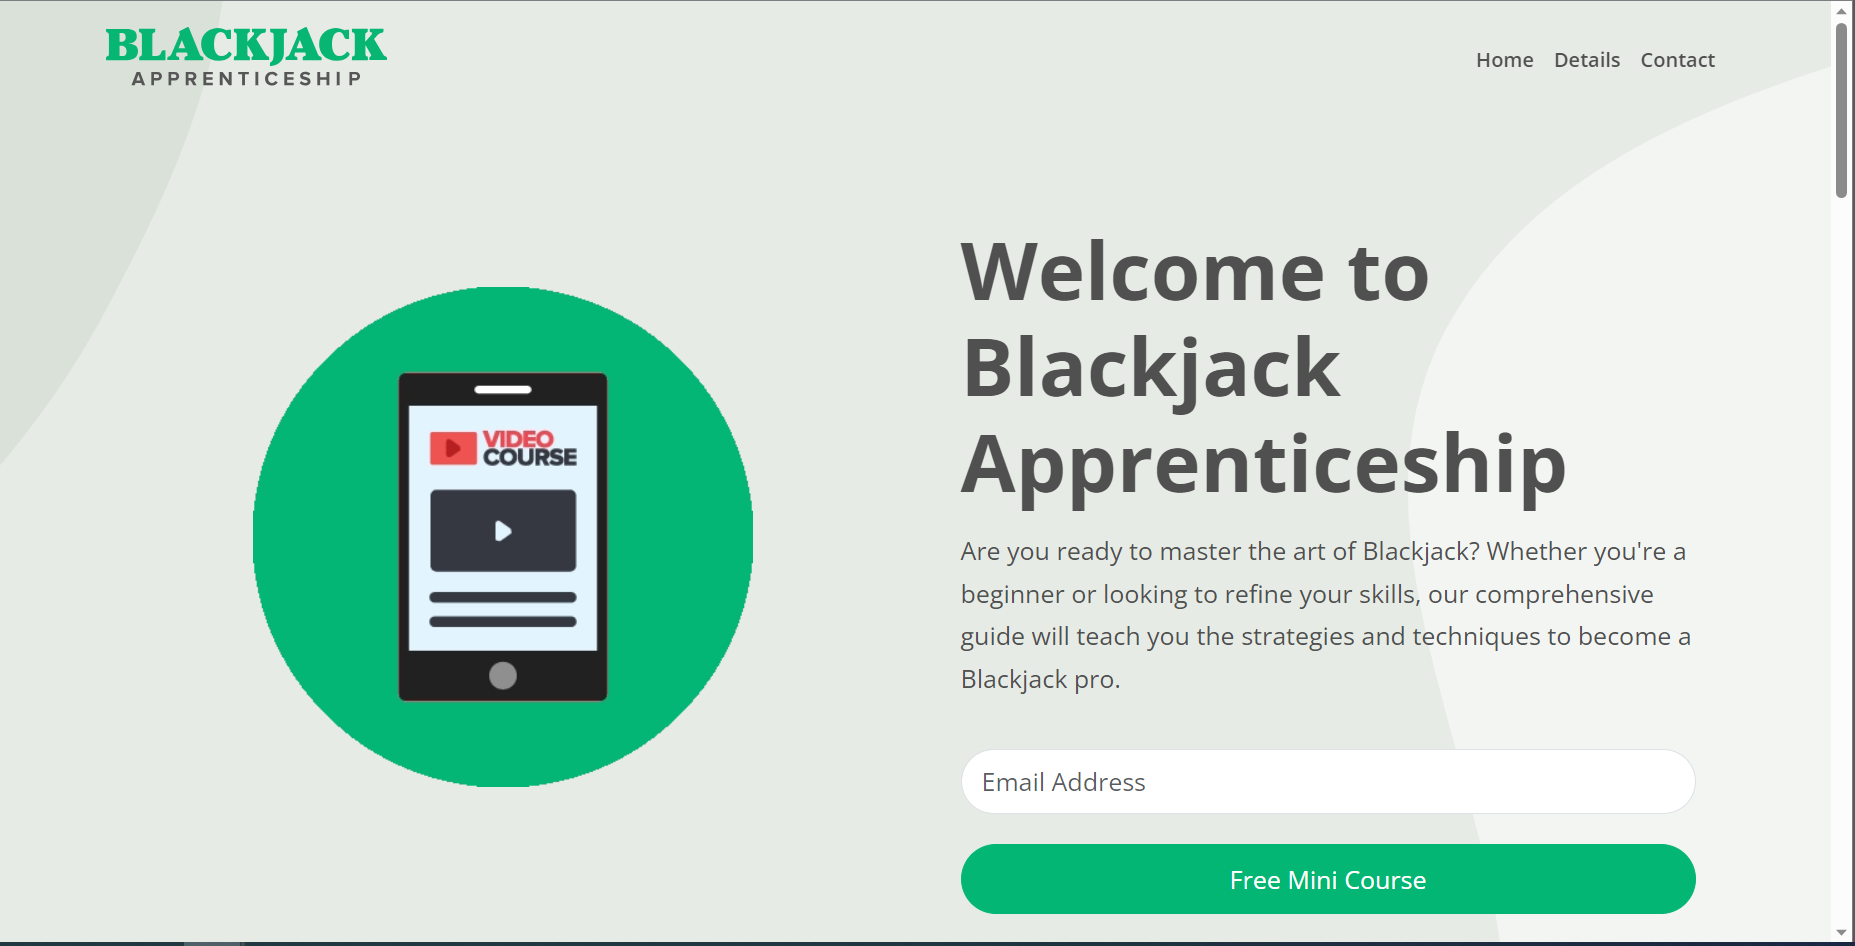 BLACKJACK
APPRENTICESHIP
Home Details Contact
VIDEO
COURSE
Welcome to
Blackjack
Apprenticeship
Are you ready to master the art of Blackjack? Whether you're a
beginner or looking to refine your skills, our comprehensive
guide will teach you the strategies and techniques to become a
Blackjack pro.
Email Address
Free Mini Course